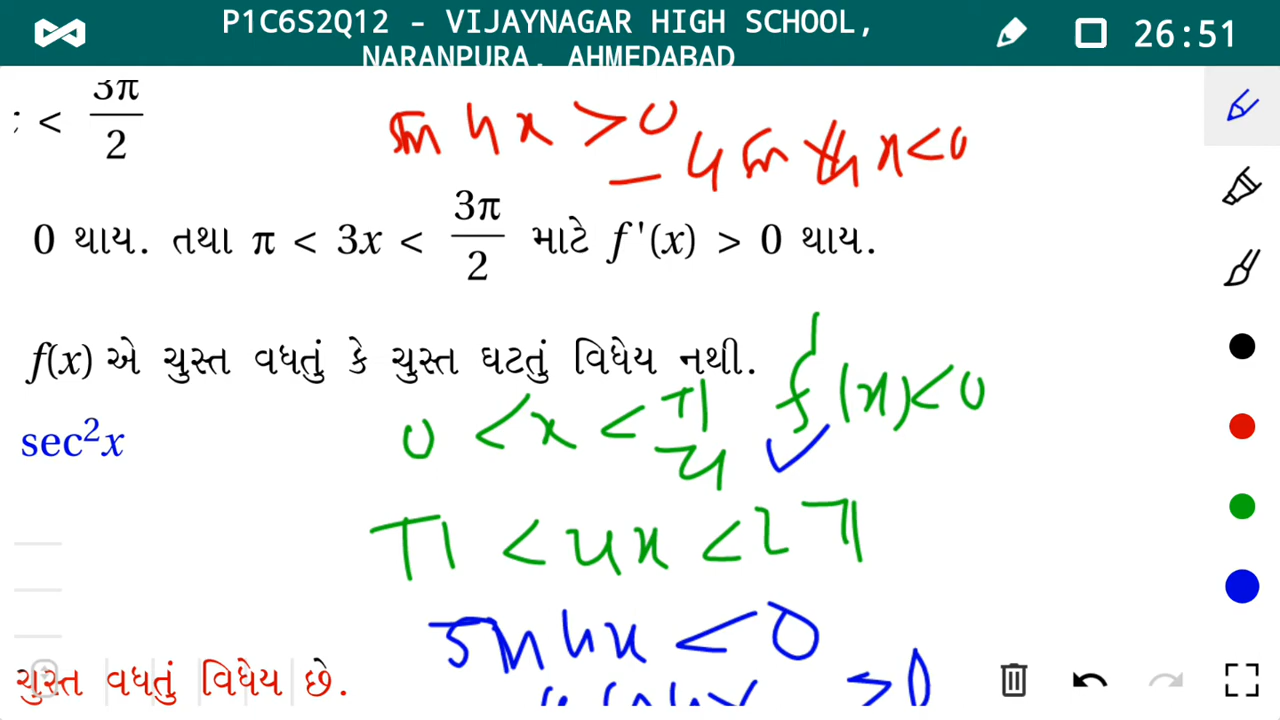 P1C6S2Q12 - VIJAYNAGAR HIGH SCHOOL,
NARANPURA, AHMEDABAD
26:51
< 3π/2
sin 4x > 0
- 4 sin 4x < 0
0 થાય. તથા π < 3x < 3π/2 માટે f'(x) > 0 થાય.
f(x) એ ચુસ્ત વધતું કે ચુસ્ત ઘટતું વિધેય નથી.
0 < x < π/4 f'(x) < 0
sec²x
π < 4x < 2π
sin 4x < 0
> 0
ચુસ્ત વધતું વિધેય છે.